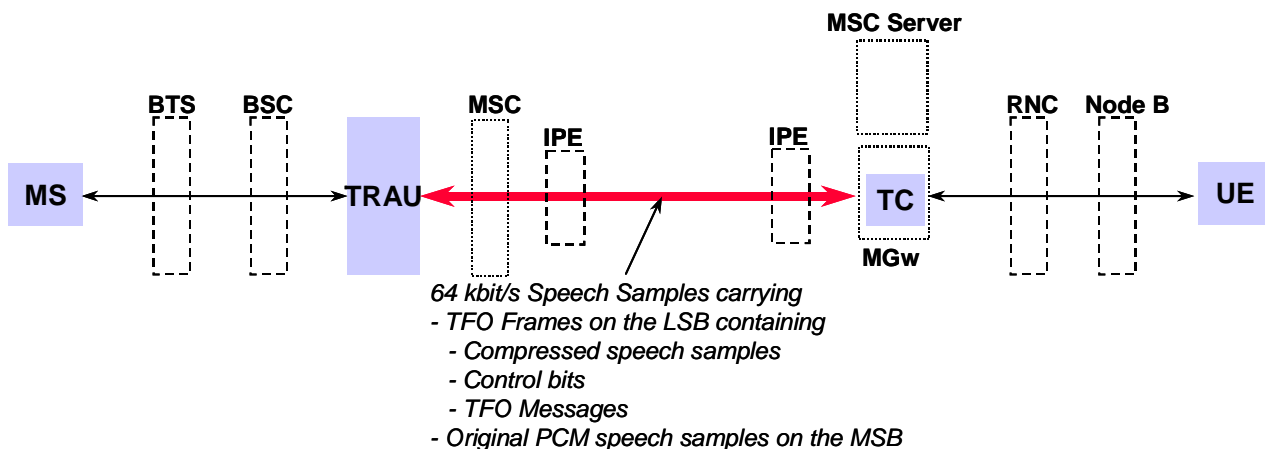 MSC Server
BTS
BSC
MSC
IPE
IPE
RNC
Node B
MS
TRAU
TC
UE
MGw
64 kbit/s Speech Samples carrying
- TFO Frames on the LSB containing
- Compressed speech samples
- Control bits
- TFO Messages
- Original PCM speech samples on the MSB